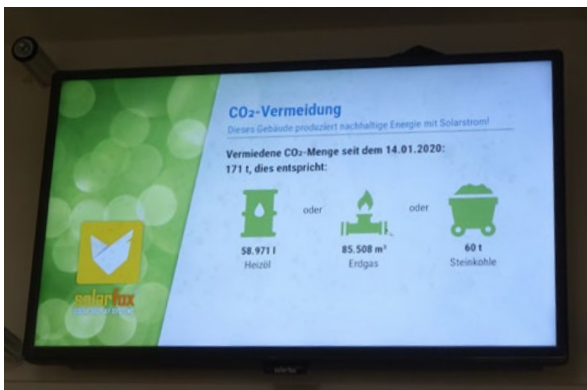 CO₂-Vermeidung
Dieses Gebäude produziert nachhaltige Energie mit Solarstrom!
Vermiedene CO₂-Menge seit dem 14.01.2020:
171 t, dies entspricht:
oder
oder
58.971 l
85.508 m³
60 t
Heizöl
Erdgas
Steinkohle
solarfox